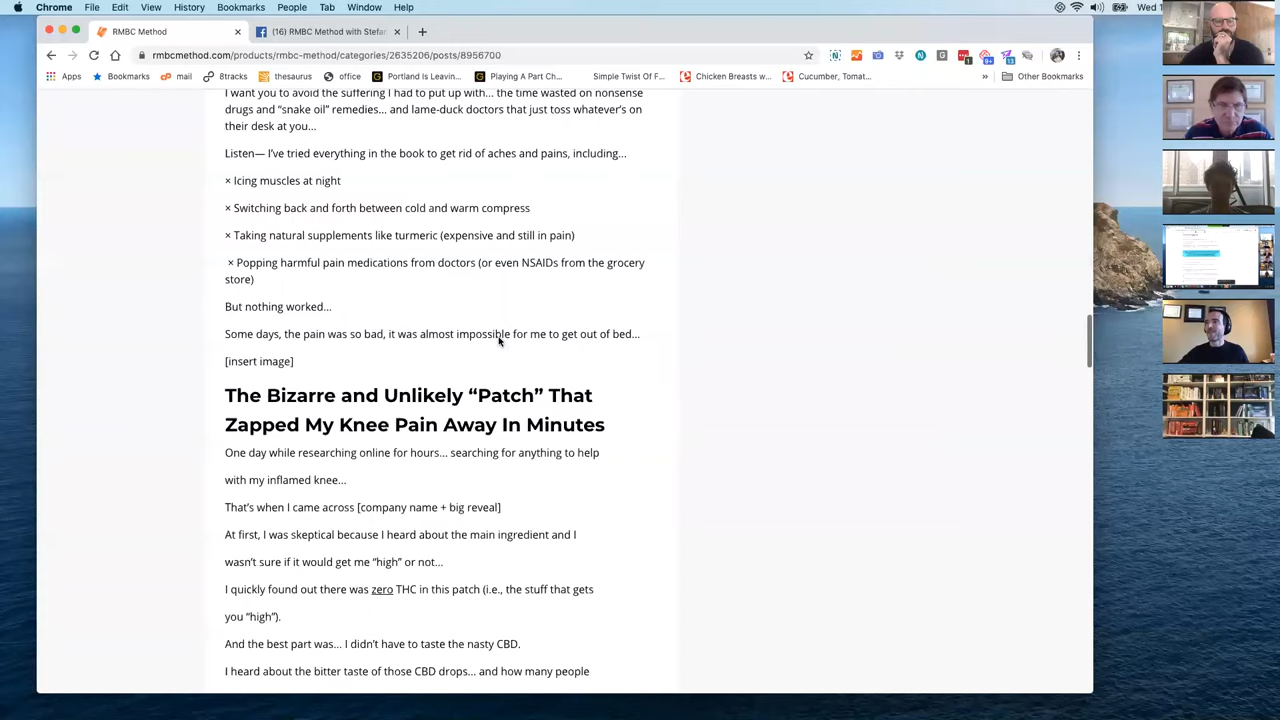 Chrome File Edit View History Bookmarks People Tab Window Help
Wed 1
RMBC Method
(16) RMBC Method with Stefan
rmbcmethod.com/products/rmbc-method/categories/2635206/posts/8956700
Apps Bookmarks mail 8tracks thesaurus office Portland Is Leavin... Playing A Part Ch... Simple Twist Of F... Chicken Breasts w... Cucumber, Tomat... » Other Bookmarks
I want you to avoid the suffering I had to put up with... the time wasted on nonsense
drugs and “snake oil” remedies... and lame-duck doctors that just toss whatever’s on
their desk at you...
Listen— I’ve tried everything in the book to get rid of aches and pains, including...
× Icing muscles at night
× Switching back and forth between cold and warm compress
× Taking natural supplements like turmeric (expensive and still in pain)
× Popping harmful pain medications from doctors (or even NSAIDs from the grocery
store)
But nothing worked...
Some days, the pain was so bad, it was almost impossible for me to get out of bed...
[insert image]
The Bizarre and Unlikely “Patch” That
Zapped My Knee Pain Away In Minutes
One day while researching online for hours... searching for anything to help
with my inflamed knee...
That’s when I came across [company name + big reveal]
At first, I was skeptical because I heard about the main ingredient and I
wasn’t sure if it would get me “high” or not...
I quickly found out there was zero THC in this patch (i.e., the stuff that gets
you “high”).
And the best part was... I didn’t have to taste the nasty CBD.
I heard about the bitter taste of those CBD drops... and how many people